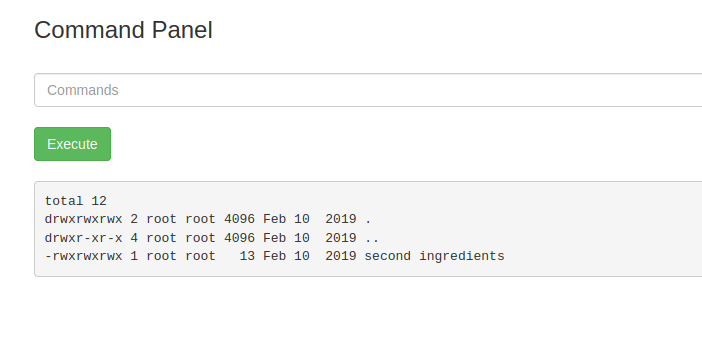 Command Panel
Commands
Execute
total 12
drwxrwxrwx 2 root root 4096 Feb 10  2019 .
drwxr-xr-x 4 root root 4096 Feb 10  2019 ..
-rwxrwxrwx 1 root root   13 Feb 10  2019 second ingredients